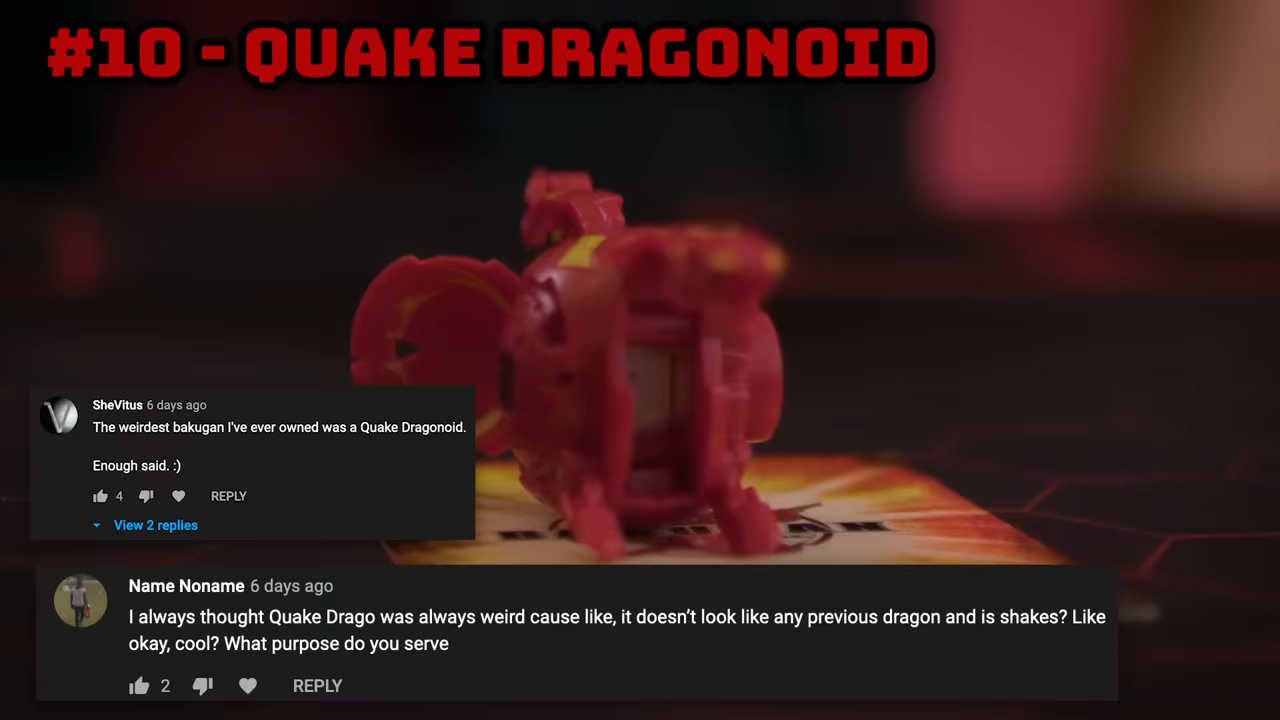 #10 - QUAKE DRAGONOID
SheVitus 6 days ago
The weirdest bakugan I've ever owned was a Quake Dragonoid.
Enough said. :)
4 REPLY
View 2 replies
Name Noname 6 days ago
I always thought Quake Drago was always weird cause like, it doesn't look like any previous dragon and is shakes? Like
okay, cool? What purpose do you serve
2 REPLY